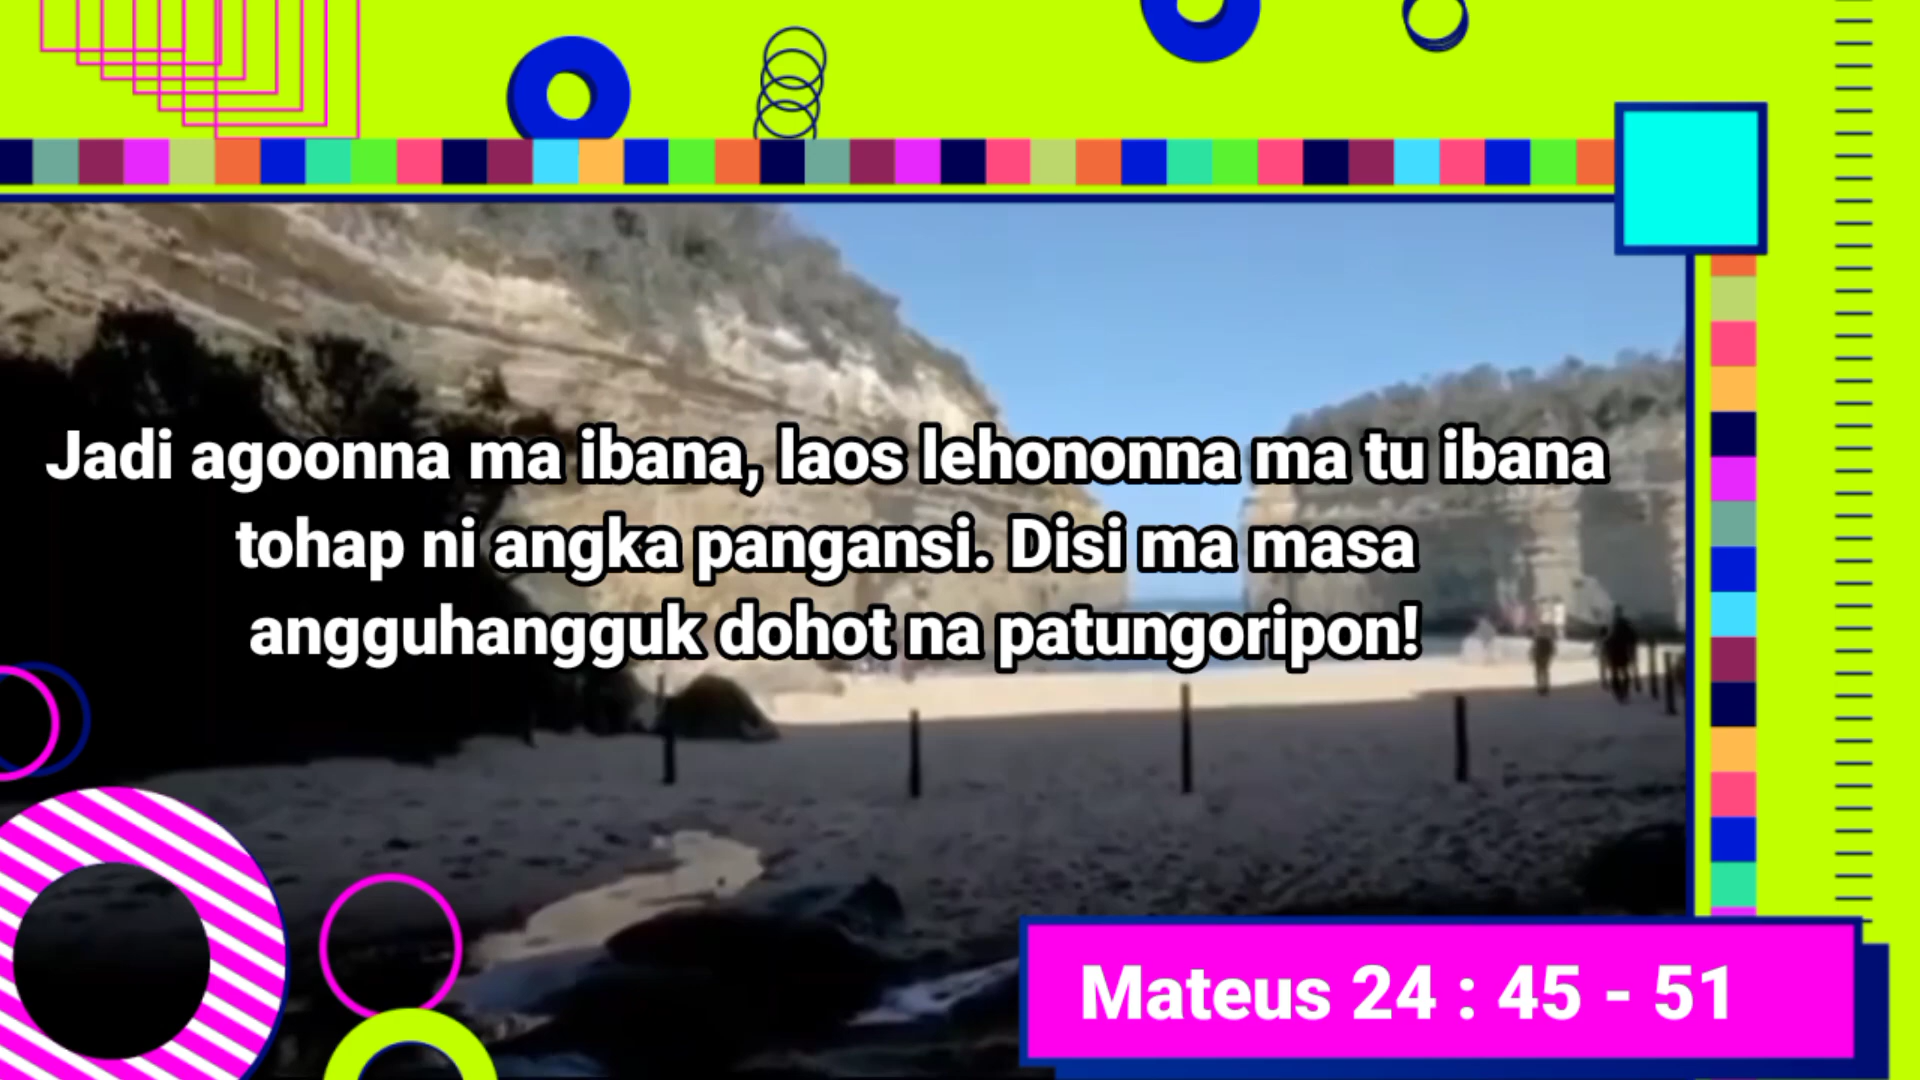 Jadi agoonna ma ibana, laos lehononna ma tu ibana
tohap ni angka pangansi. Disi ma masa
angguhangguk dohot na patungoripon!
Mateus 24 : 45 - 51